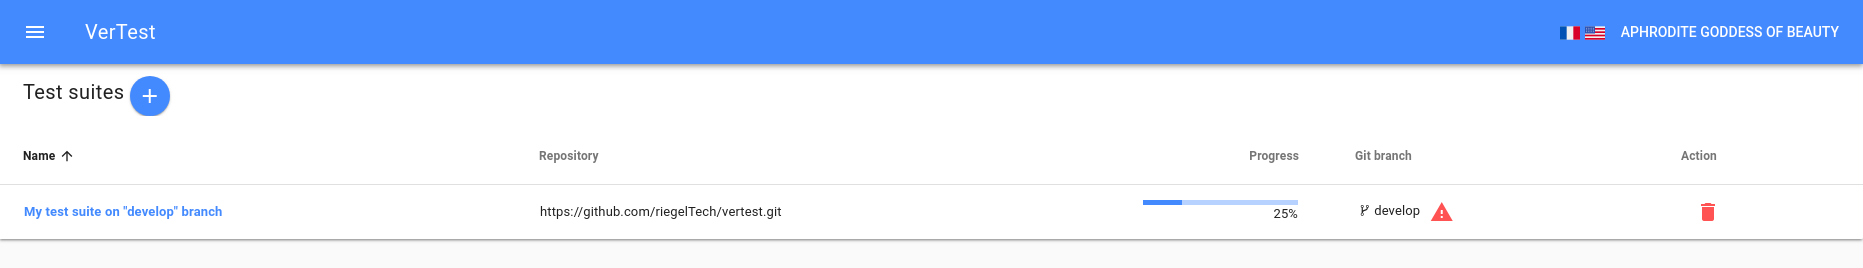 VerTest
APHRODITE GODDESS OF BEAUTY
Test suites
Name Repository Progress Git branch Action
My test suite on "develop" branch https://github.com/riegelTech/vertest.git 25% develop